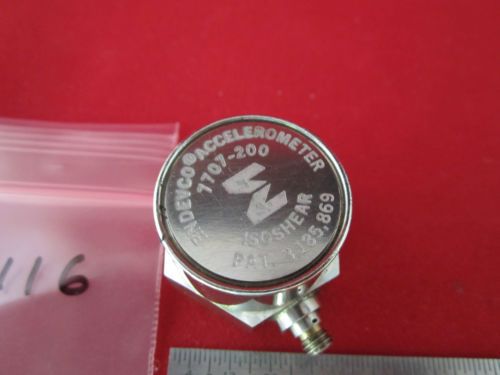 ENDEVCO® ACCELEROMETER
7707-200
ISOSHEAR
PAT. 3,185,869
116